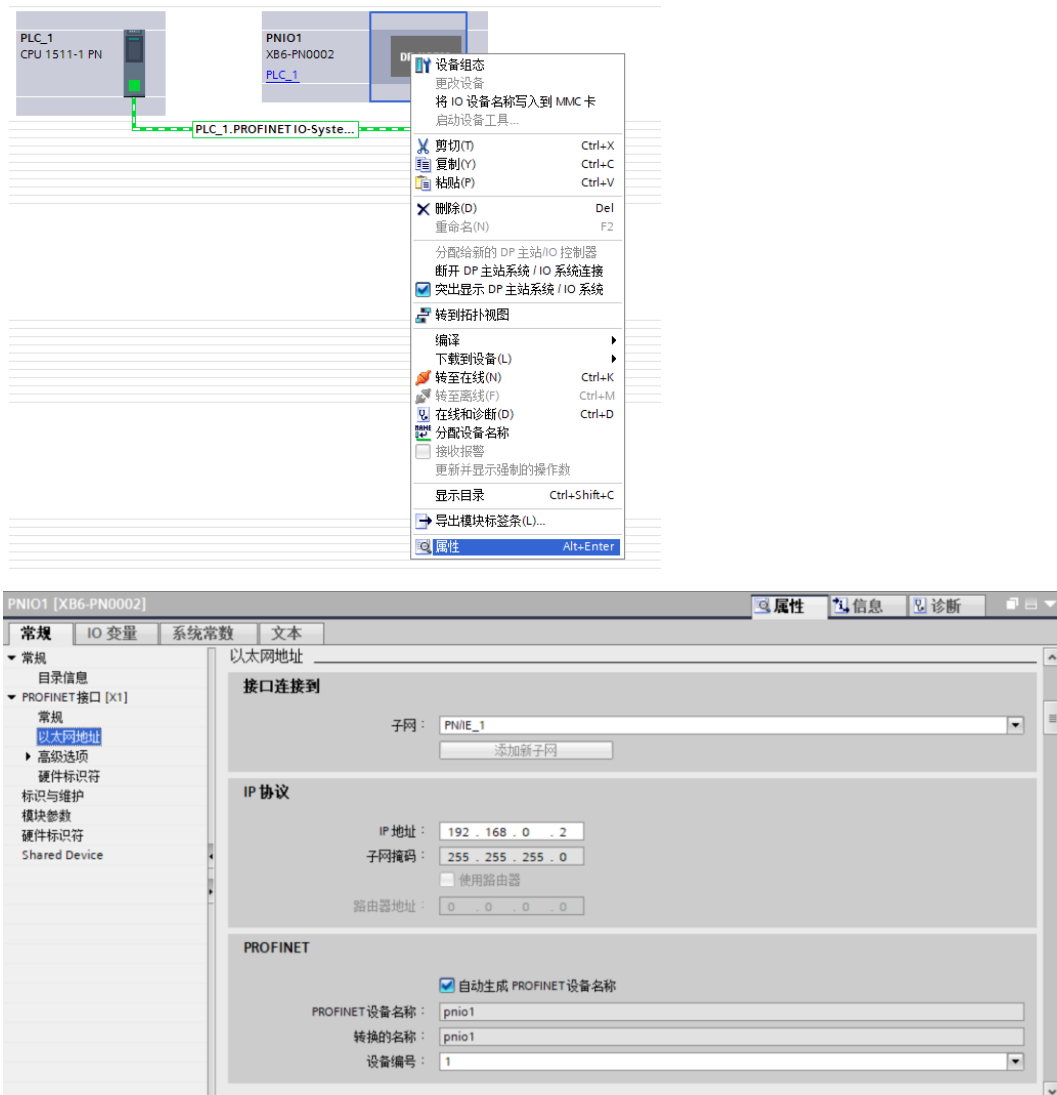 PLC_1
CPU 1511-1 PN
PNIO1
XB6-PN0002
PLC_1
PLC_1.PROFINET IO-Syste...
设备组态
更改设备
将 IO 设备名称写入到 MMC 卡
启动设备工具...
剪切(T) Ctrl+X
复制(Y) Ctrl+C
粘贴(P) Ctrl+V
删除(D) Del
重命名(N) F2
分配给新的 DP 主站/IO 控制器
断开 DP 主站系统 / IO 系统连接
突出显示 DP 主站系统 / IO 系统
转到拓扑视图
编译
下载到设备(L)
转至在线(N) Ctrl+K
转至离线(F) Ctrl+M
在线和诊断(D) Ctrl+D
分配设备名称
接收报警
更新并显示强制的操作数
显示目录 Ctrl+Shift+C
导出模块标签条(L)...
属性 Alt+Enter
PNIO1 [XB6-PN0002] 属性 信息 诊断
常规 IO 变量 系统常数 文本
常规
目录信息
PROFINET接口 [X1]
常规
以太网地址
高级选项
硬件标识符
标识与维护
模块参数
硬件标识符
Shared Device
以太网地址
接口连接到
子网： PN/IE_1
添加新子网
IP 协议
IP 地址： 192 . 168 . 0 . 2
子网掩码： 255 . 255 . 255 . 0
使用路由器
路由器地址： 0 . 0 . 0 . 0
PROFINET
自动生成 PROFINET 设备名称
PROFINET 设备名称： pnio1
转换的名称： pnio1
设备编号： 1